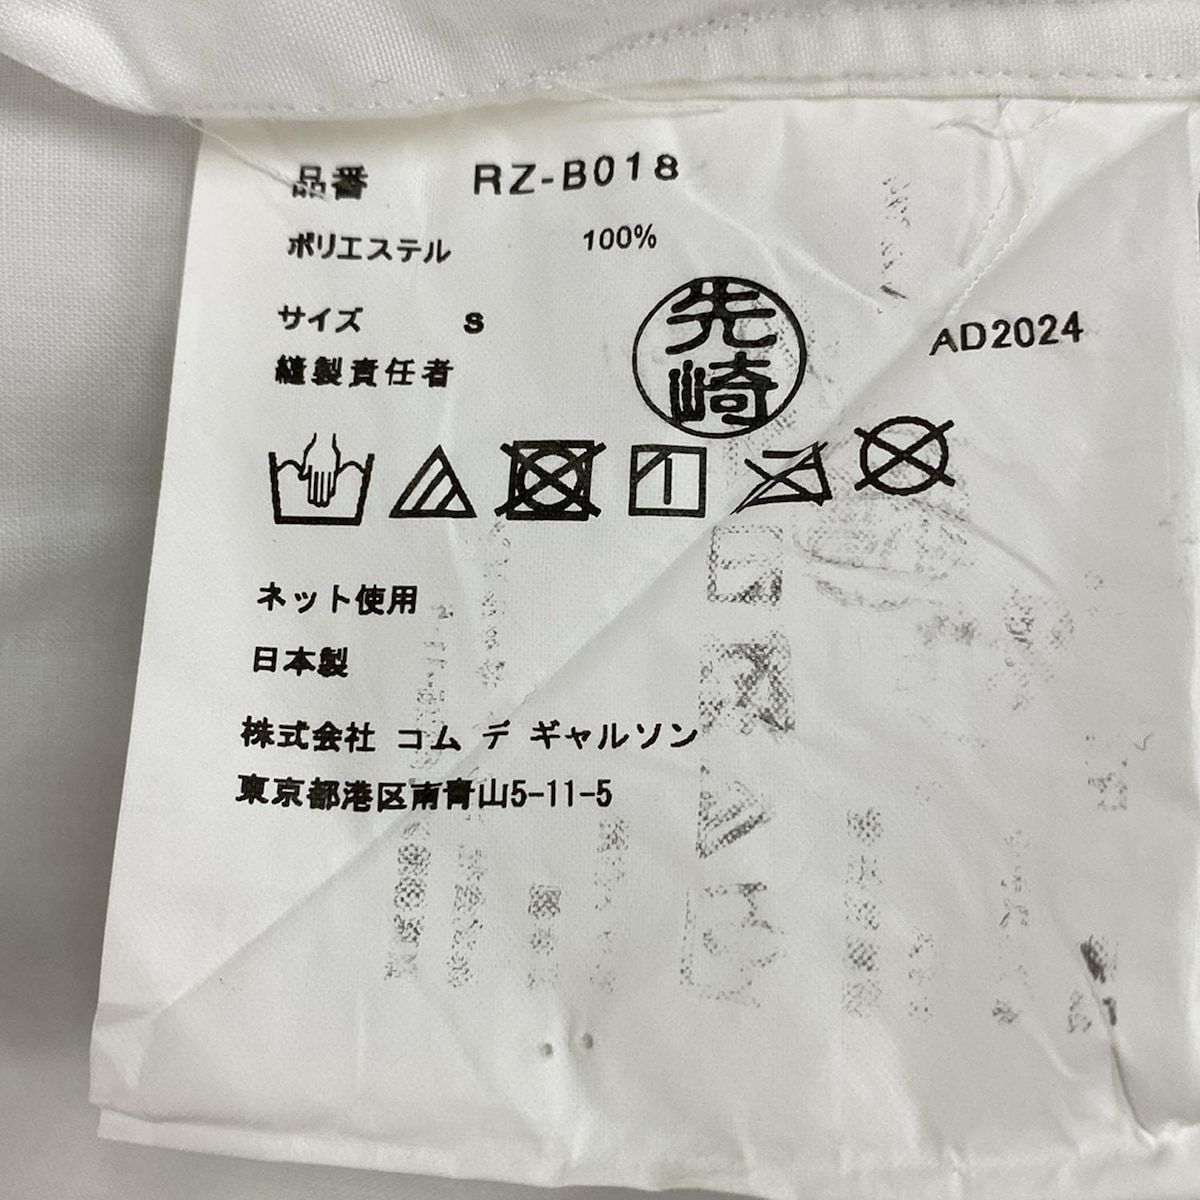 品番 RZ-B018
ポリエステル 100%
サイズ S
縫製責任者
先崎
AD2024
ネット使用
日本製
株式会社 コム デ ギャルソン
東京都港区南青山5-11-5